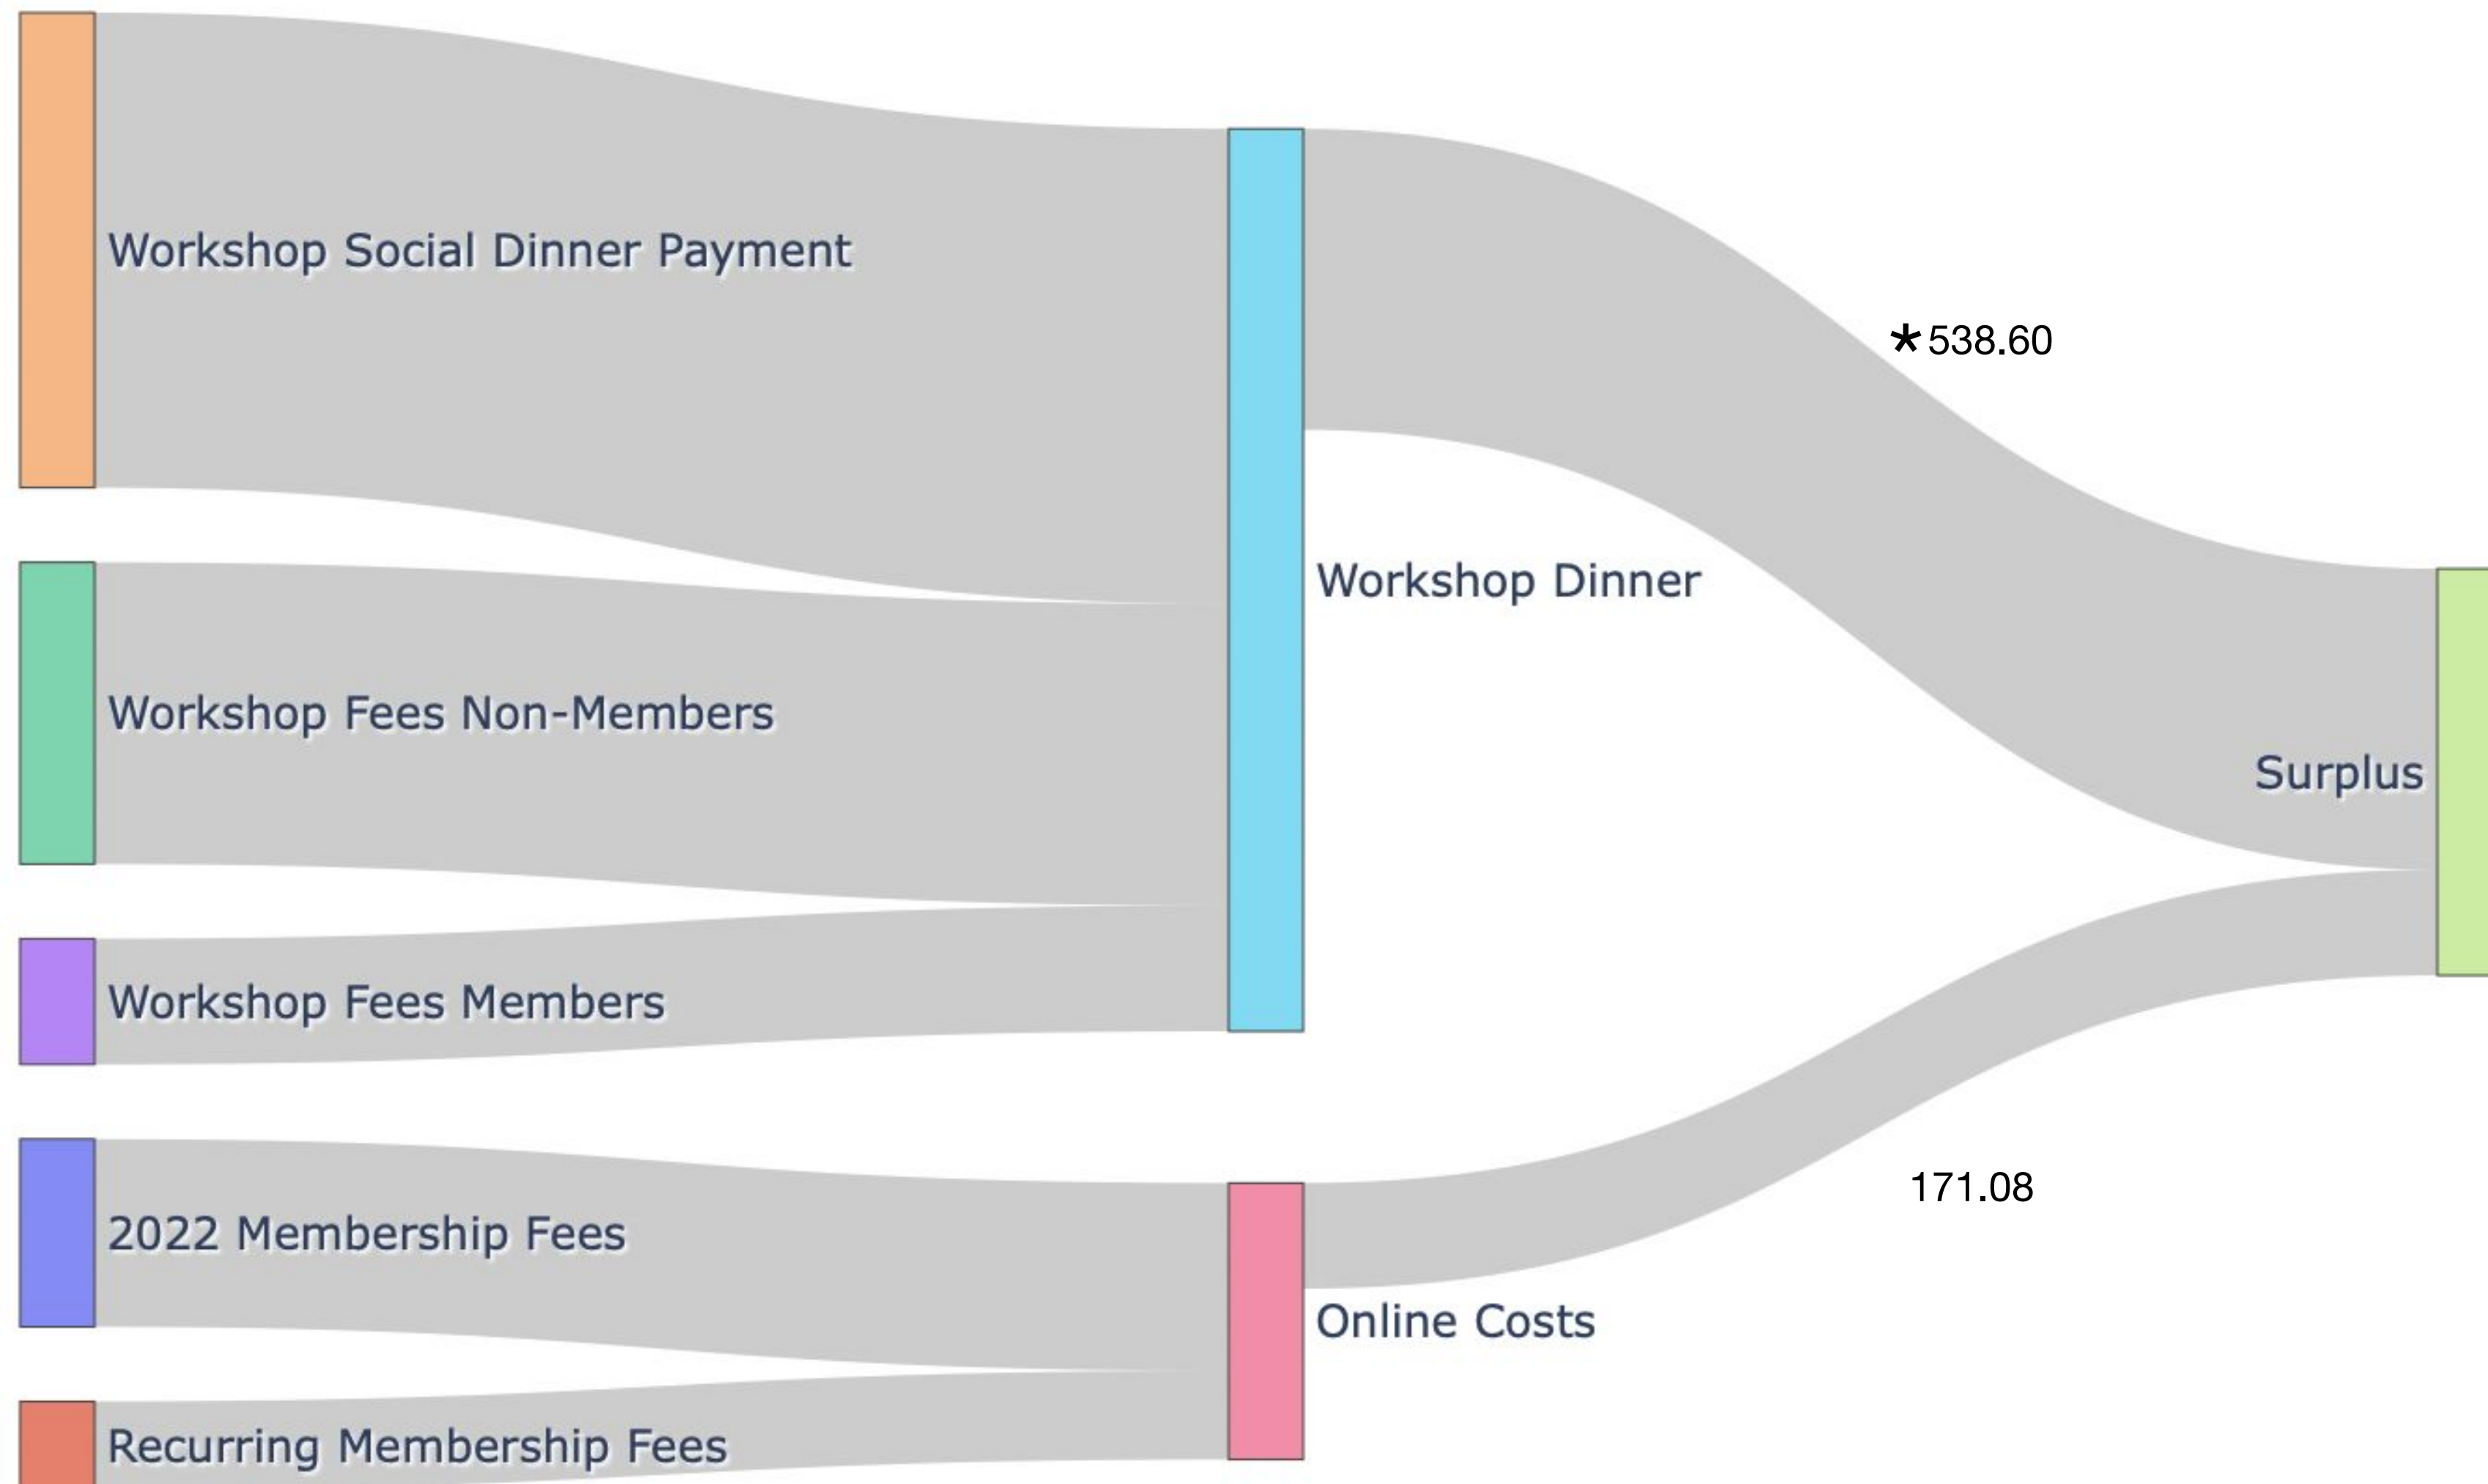 Workshop Social Dinner Payment
*538.60
Workshop Dinner
Workshop Fees Non-Members
Surplus
Workshop Fees Members
171.08
2022 Membership Fees
Online Costs
Recurring Membership Fees